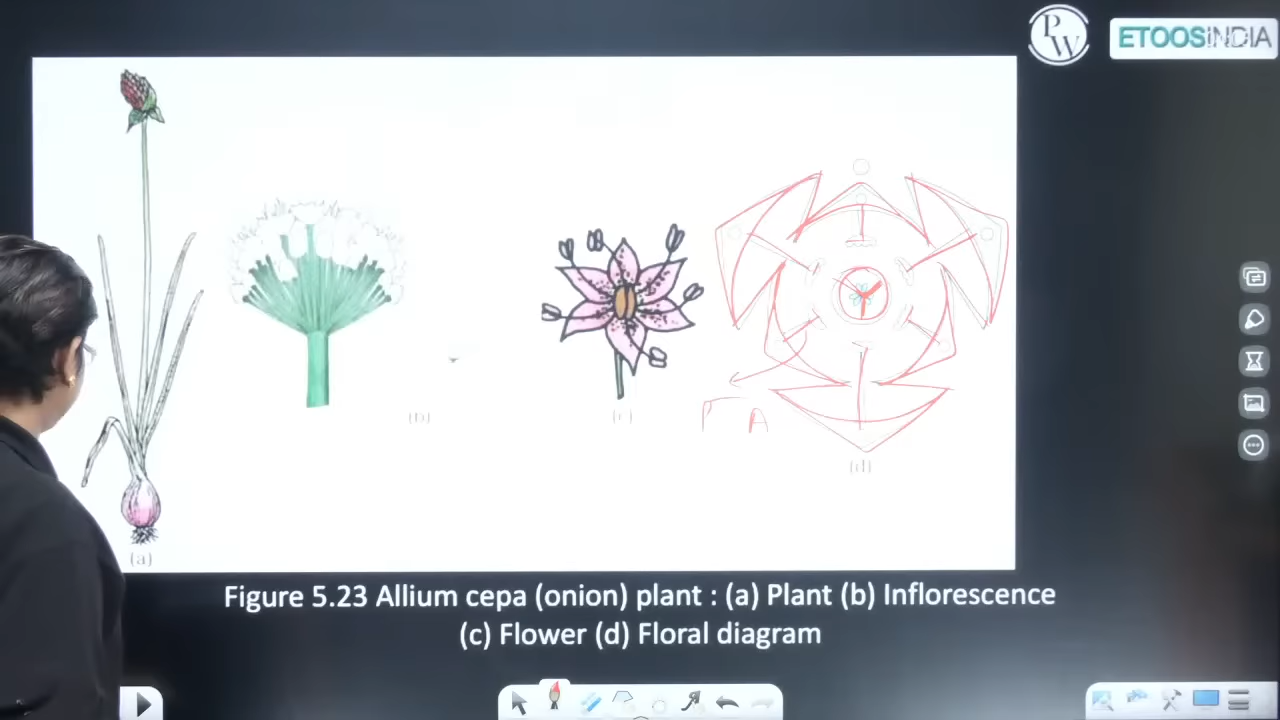 PW
ETOOSINDIA
(b)
(c)
A
(d)
(a)
Figure 5.23 Allium cepa (onion) plant : (a) Plant (b) Inflorescence
(c) Flower (d) Floral diagram